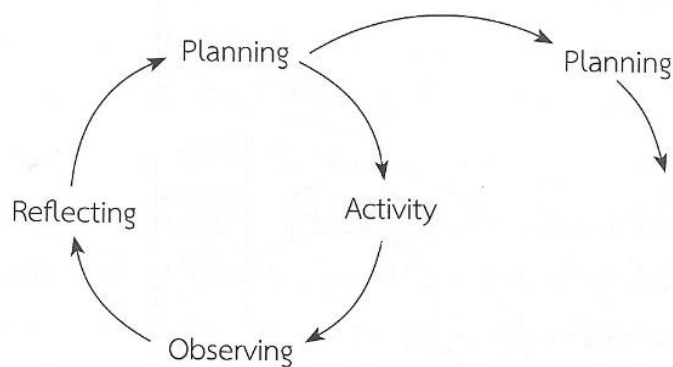 Planning
Planning
Reflecting
Activity
Observing